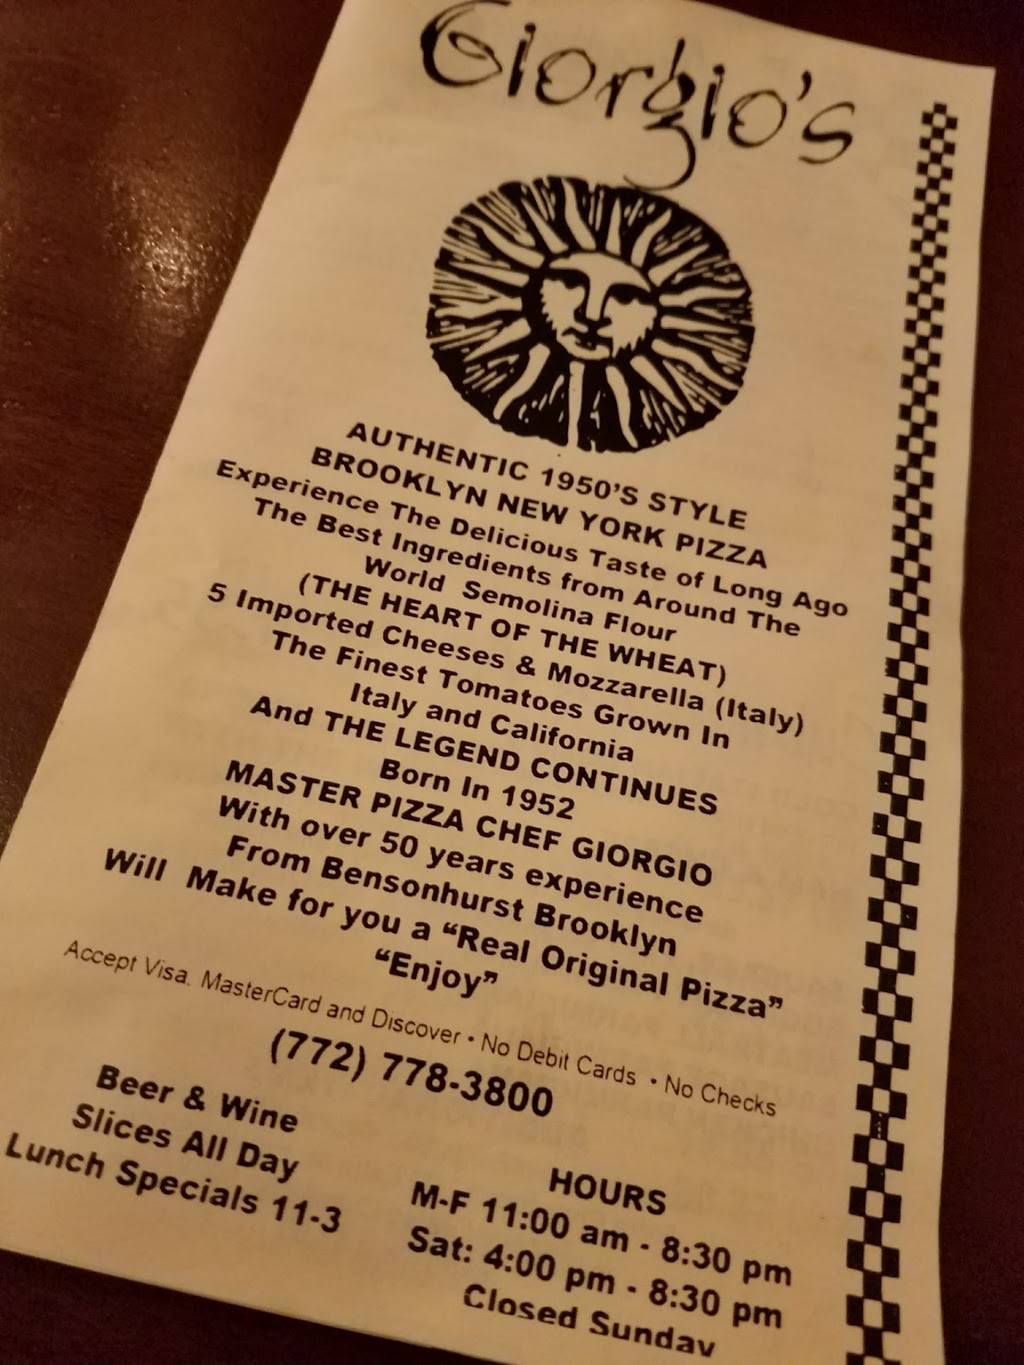 Giorgio's
AUTHENTIC 1950'S STYLE
BROOKLYN NEW YORK PIZZA
Experience The Delicious Taste of Long Ago
The Best Ingredients from Around The
World Semolina Flour
(THE HEART OF THE WHEAT)
5 Imported Cheeses & Mozzarella (Italy)
The Finest Tomatoes Grown In
Italy and California
And THE LEGEND CONTINUES
Born In 1952
MASTER PIZZA CHEF GIORGIO
With over 50 years experience
From Bensonhurst Brooklyn
Will Make for you a “Real Original Pizza”
“Enjoy”
Accept Visa, MasterCard and Discover • No Debit Cards • No Checks
(772) 778-3800
Beer & Wine
Slices All Day
Lunch Specials 11-3
HOURS
M-F 11:00 am - 8:30 pm
Sat: 4:00 pm - 8:30 pm
Closed Sunday